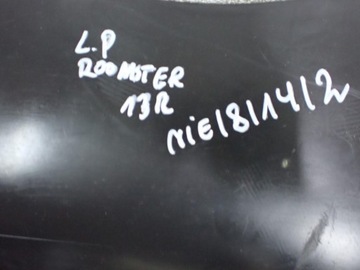 L.P
ROOMSTER
13R
NIE/8/14/2